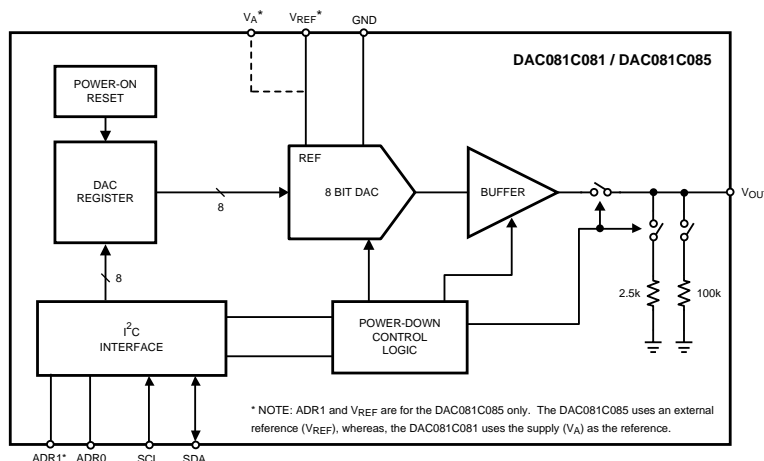 VA* VREF* GND
DAC081C081 / DAC081C085
POWER-ON
RESET
REF
DAC
REGISTER
8
8 BIT DAC
BUFFER
VOU
8
2.5k
100k
I2C
INTERFACE
POWER-DOWN
CONTROL
LOGIC
* NOTE: ADR1 and VREF are for the DAC081C085 only. The DAC081C085 uses an external
reference (VREF), whereas, the DAC081C081 uses the supply (VA) as the reference.
ADR1* ADR0 SCL SDA